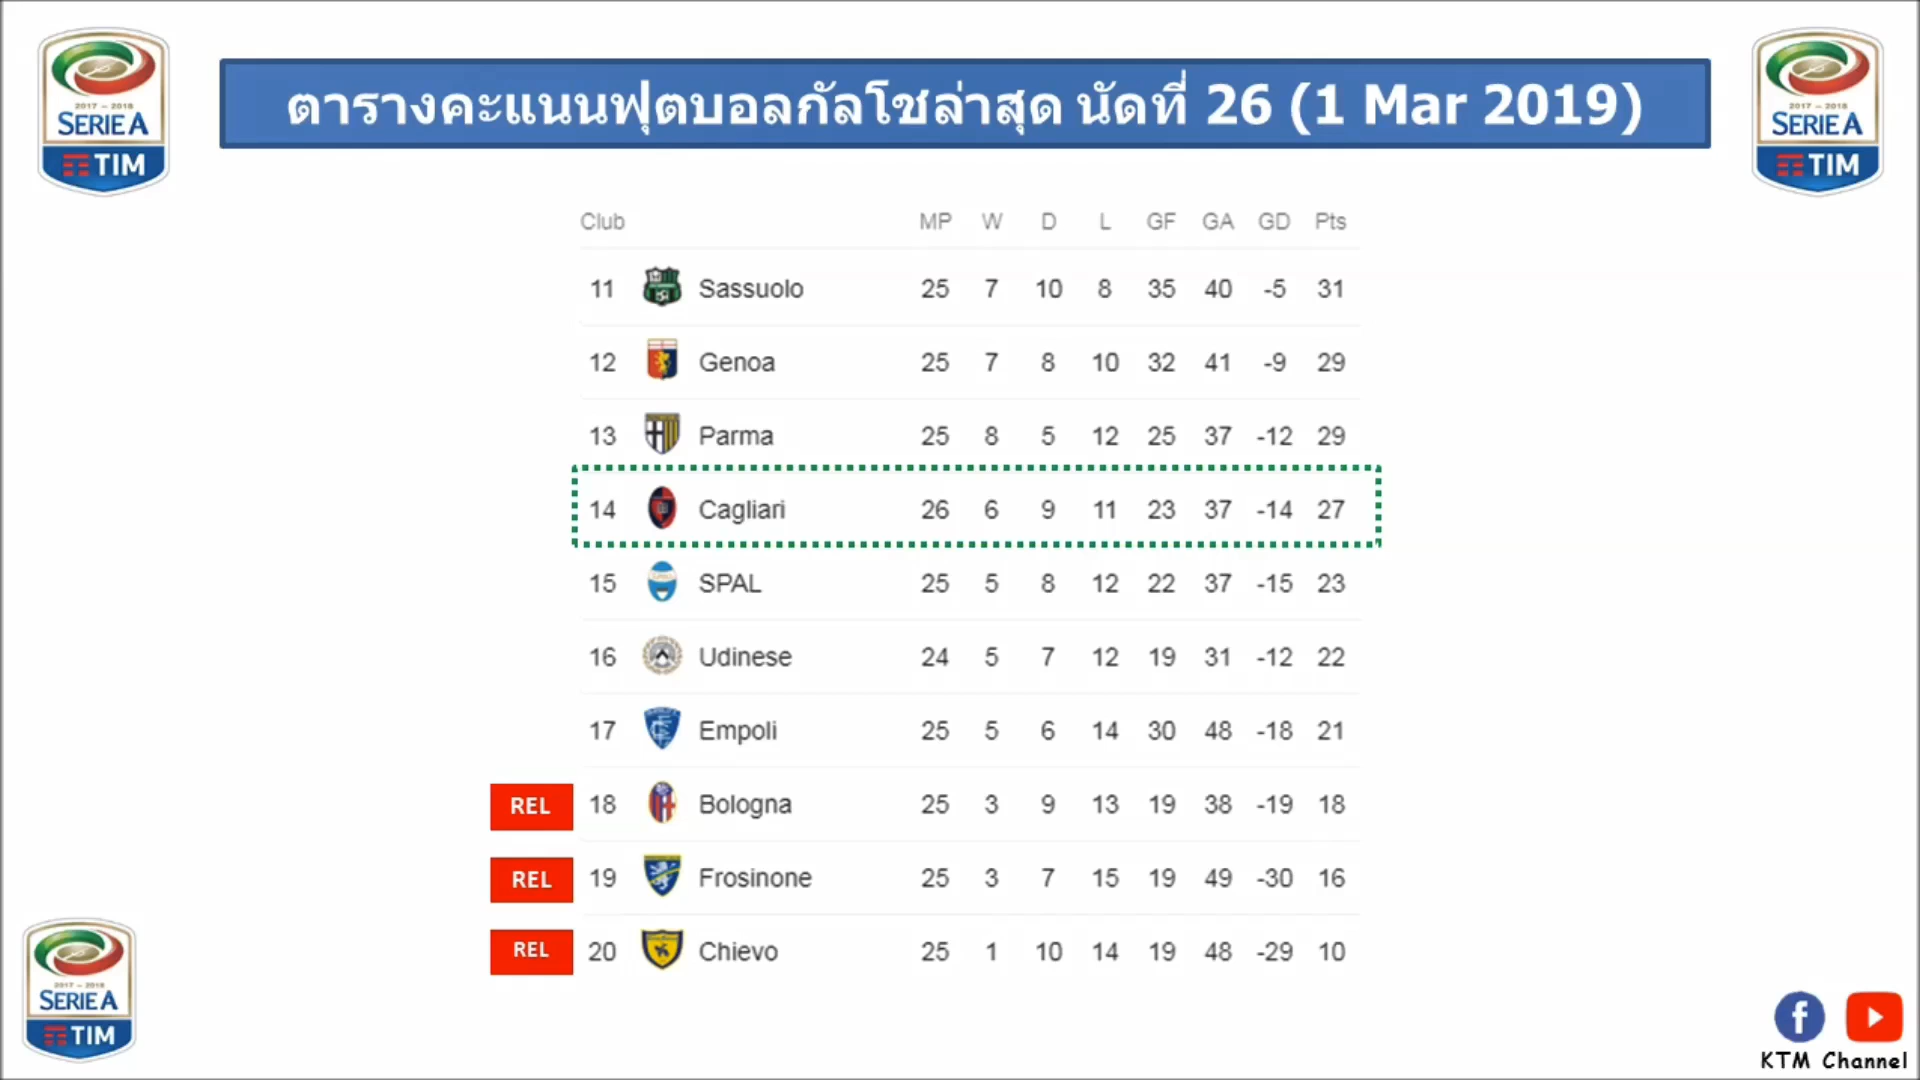 2017 – 2018
SERIE A
TIM
ตารางคะแนนฟุตบอลกัลโชล่าสุด นัดที่ 26 (1 Mar 2019)
2017 – 2018
SERIE A
TIM
Club MP W D L GF GA GD Pts
11 Sassuolo 25 7 10 8 35 40 -5 31
12 Genoa 25 7 8 10 32 41 -9 29
13 Parma 25 8 5 12 25 37 -12 29
14 Cagliari 26 6 9 11 23 37 -14 27
15 SPAL 25 5 8 12 22 37 -15 23
16 Udinese 24 5 7 12 19 31 -12 22
17 Empoli 25 5 6 14 30 48 -18 21
REL 18 Bologna 25 3 9 13 19 38 -19 18
REL 19 Frosinone 25 3 7 15 19 49 -30 16
REL 20 Chievo 25 1 10 14 19 48 -29 10
2017 – 2018
SERIE A
TIM
KTM Channel